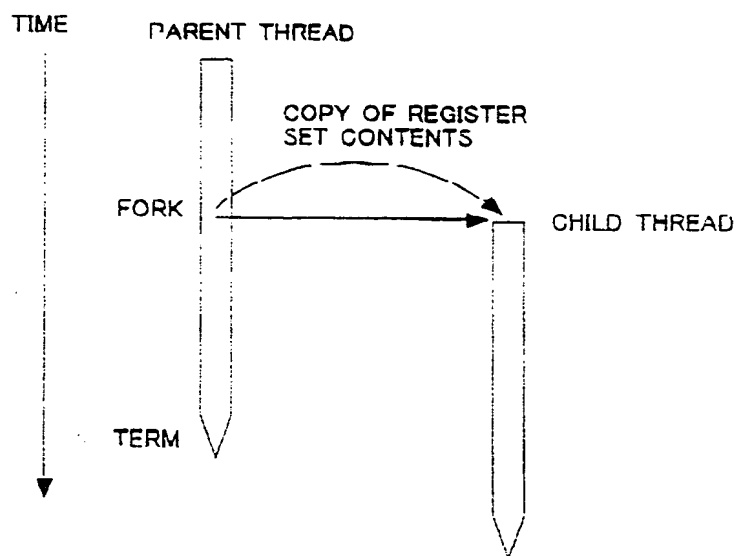 TIME
PARENT THREAD
COPY OF REGISTER
SET CONTENTS
FORK
CHILD THREAD
TERM